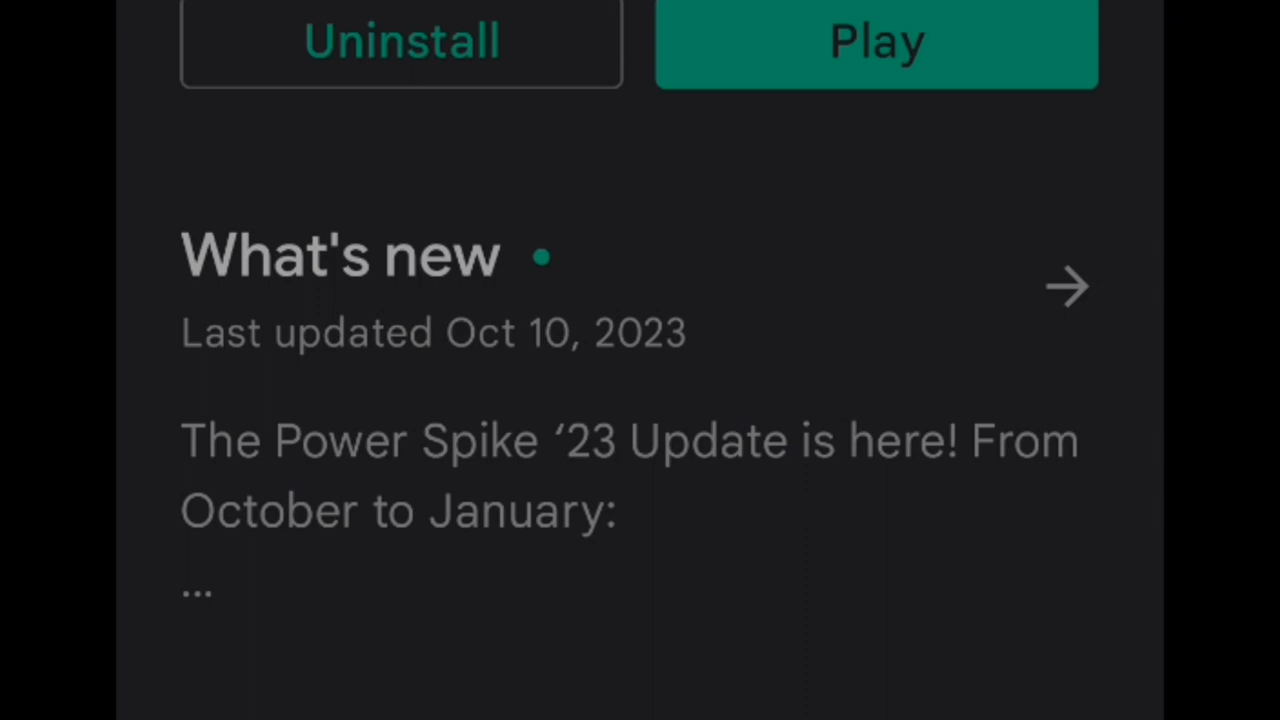 Uninstall
Play
What's new
Last updated Oct 10, 2023
The Power Spike ‘23 Update is here! From
October to January:
...